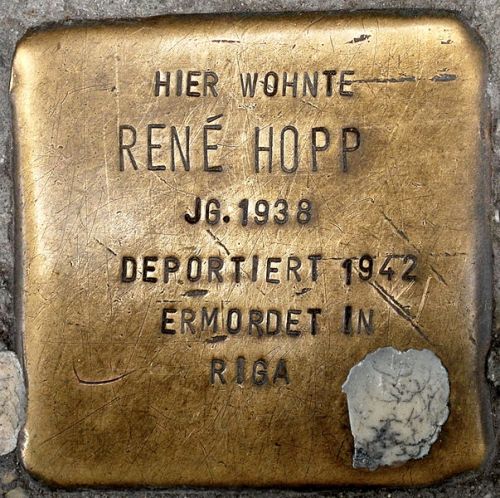 HIER WOHNTE
RENÉ HOPP
JG. 1938
DEPORTIERT 1942
ERMORDET IN
RIGA